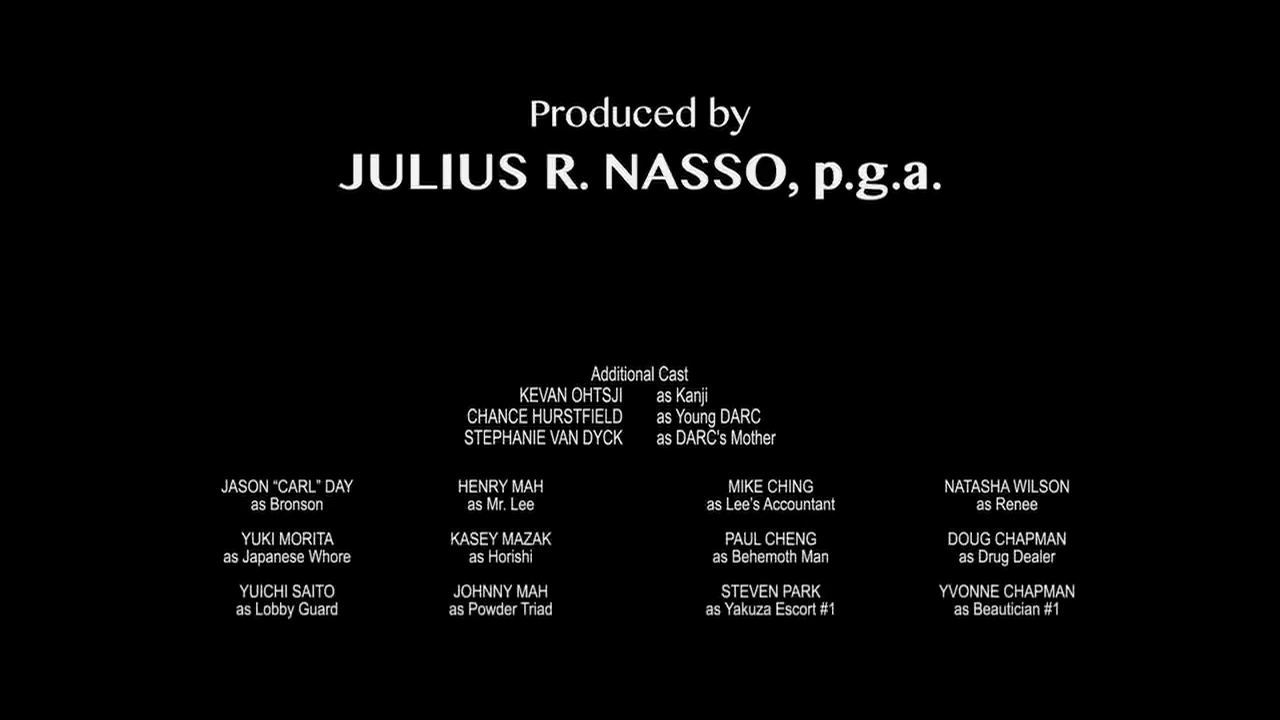 Produced by
JULIUS R. NASSO, p.g.a.
Additional Cast
KEVAN OHTSJI as Kanji
CHANCE HURSTFIELD as Young DARC
STEPHANIE VAN DYCK as DARC's Mother
JASON “CARL” DAY HENRY MAH MIKE CHING NATASHA WILSON
as Bronson as Mr. Lee as Lee's Accountant as Renee
YUKI MORITA KASEY MAZAK PAUL CHENG DOUG CHAPMAN
as Japanese Whore as Horishi as Behemoth Man as Drug Dealer
YUICHI SAITO JOHNNY MAH STEVEN PARK YVONNE CHAPMAN
as Lobby Guard as Powder Triad as Yakuza Escort #1 as Beautician #1